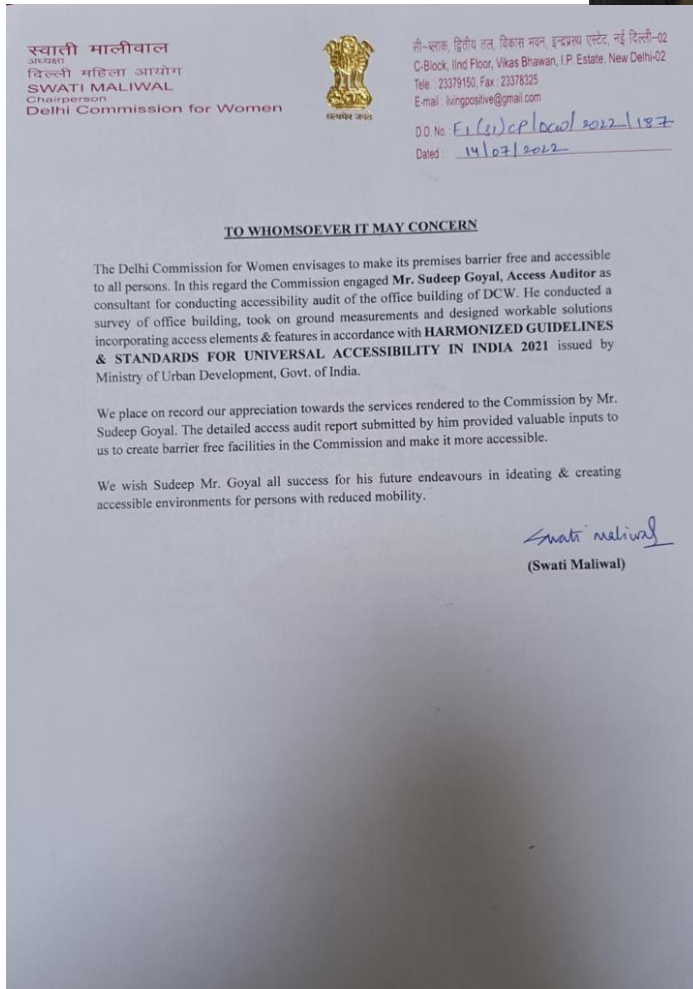 स्वाती मालीवाल
अध्यक्षा
दिल्ली महिला आयोग
SWATI MALIWAL
Chairperson
Delhi Commission for Women
सत्यमेव जयते
सी-ब्लाक, द्वितीय तल, विकास भवन, इन्द्रप्रस्थ एस्टेट, नई दिल्ली-02
C-Block, IInd Floor, Vikas Bhawan, I.P. Estate, New Delhi-02
Tele.: 23379150, Fax : 23378325
E-mail : livingpositive@gmail.com
D.O. No. F1(31)CP/DCW/2022/187
Dated : 14/07/2022
TO WHOMSOEVER IT MAY CONCERN
The Delhi Commission for Women envisages to make its premises barrier free and accessible
to all persons. In this regard the Commission engaged Mr. Sudeep Goyal, Access Auditor as
consultant for conducting accessibility audit of the office building of DCW. He conducted a
survey of office building, took on ground measurements and designed workable solutions
incorporating access elements & features in accordance with HARMONIZED GUIDELINES
& STANDARDS FOR UNIVERSAL ACCESSIBILITY IN INDIA 2021 issued by
Ministry of Urban Development, Govt. of India.
We place on record our appreciation towards the services rendered to the Commission by Mr.
Sudeep Goyal. The detailed access audit report submitted by him provided valuable inputs to
us to create barrier free facilities in the Commission and make it more accessible.
We wish Sudeep Mr. Goyal all success for his future endeavours in ideating & creating
accessible environments for persons with reduced mobility.
Swati Maliwal
(Swati Maliwal)